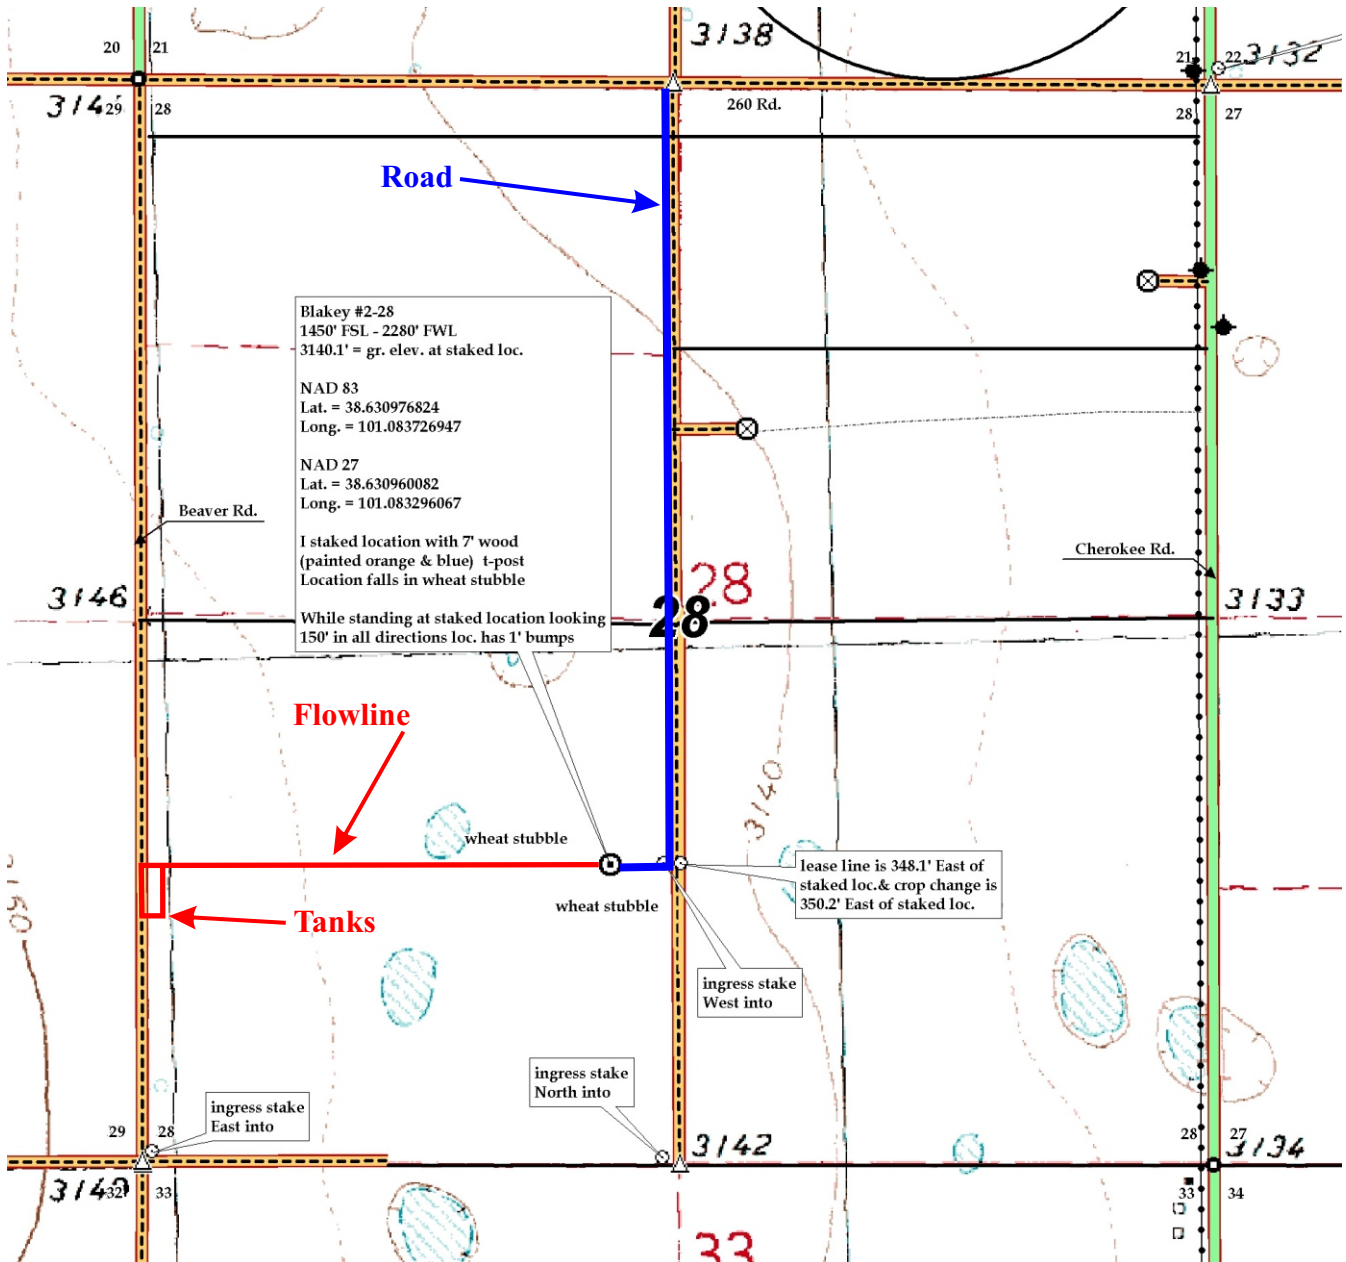 3138
20
21
21
22
3132
29
28
260 Rd.
28
27
Road
Blakey #2-28
1450' FSL - 2280' FWL
3140.1' = gr. elev. at staked loc.
NAD 83
Lat. = 38.630976824
Long. = 101.083726947
NAD 27
Lat. = 38.630960082
Long. = 101.083296067
I staked location with 7' wood
(painted orange & blue)  t-post
Location falls in wheat stubble
While standing at staked location looking
150' in all directions loc. has 1' bumps
Beaver Rd.
Cherokee Rd.
28
3146
28
3133
Flowline
3140
wheat stubble
lease line is 348.1' East of
staked loc.& crop change is
350.2' East of staked loc.
wheat stubble
Tanks
ingress stake
West into
ingress stake
North into
ingress stake
East into
29
28
3142
28
27
3134
32
33
33
34
33